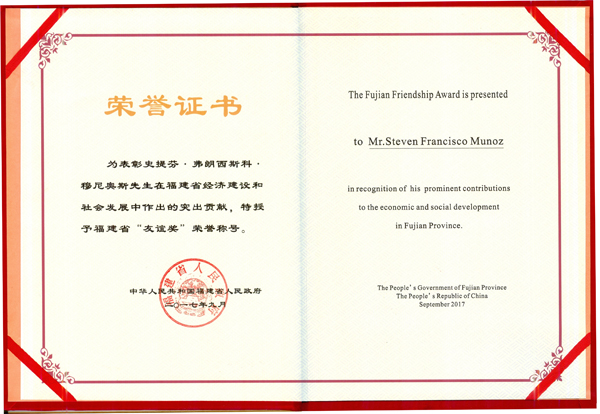 荣誉证书
为表彰史提芬·弗朗西斯科·
穆尼奥斯先生在福建省经济建设和
社会发展中作出的突出贡献，特授
予福建省“友谊奖”荣誉称号。
福建省人民政府
中华人民共和国福建省人民政府
二〇一七年九月
The Fujian Friendship Award is presented
to Mr.Steven Francisco Munoz
in recognition of his prominent contributions
to the economic and social development
in Fujian Province.
The People's Government of Fujian Province
The People's Republic of China
September 2017